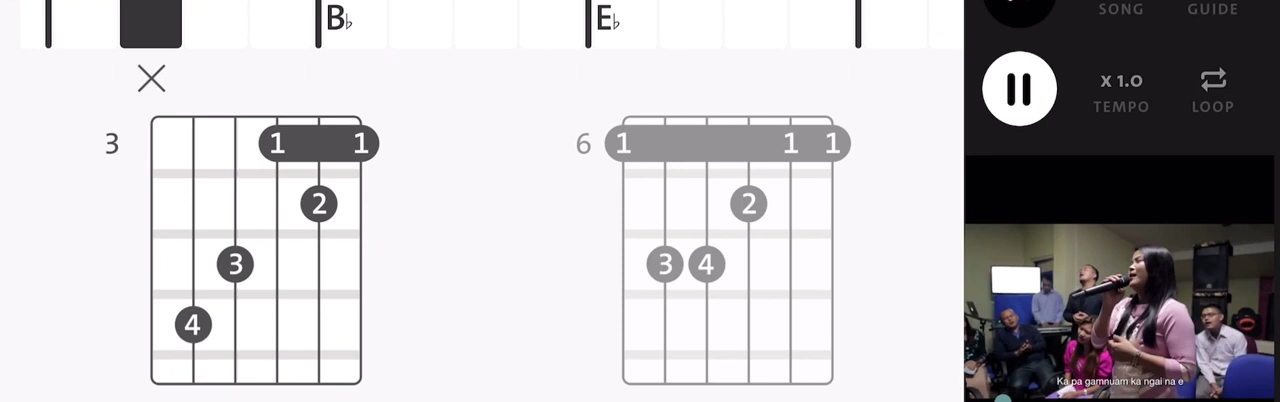 B♭ E♭
SONG GUIDE
x 1.0
TEMPO LOOP
3 1 1
2
3
4
6 1 1 1
2
3 4
Ka pa gamnuam ka ngai na e